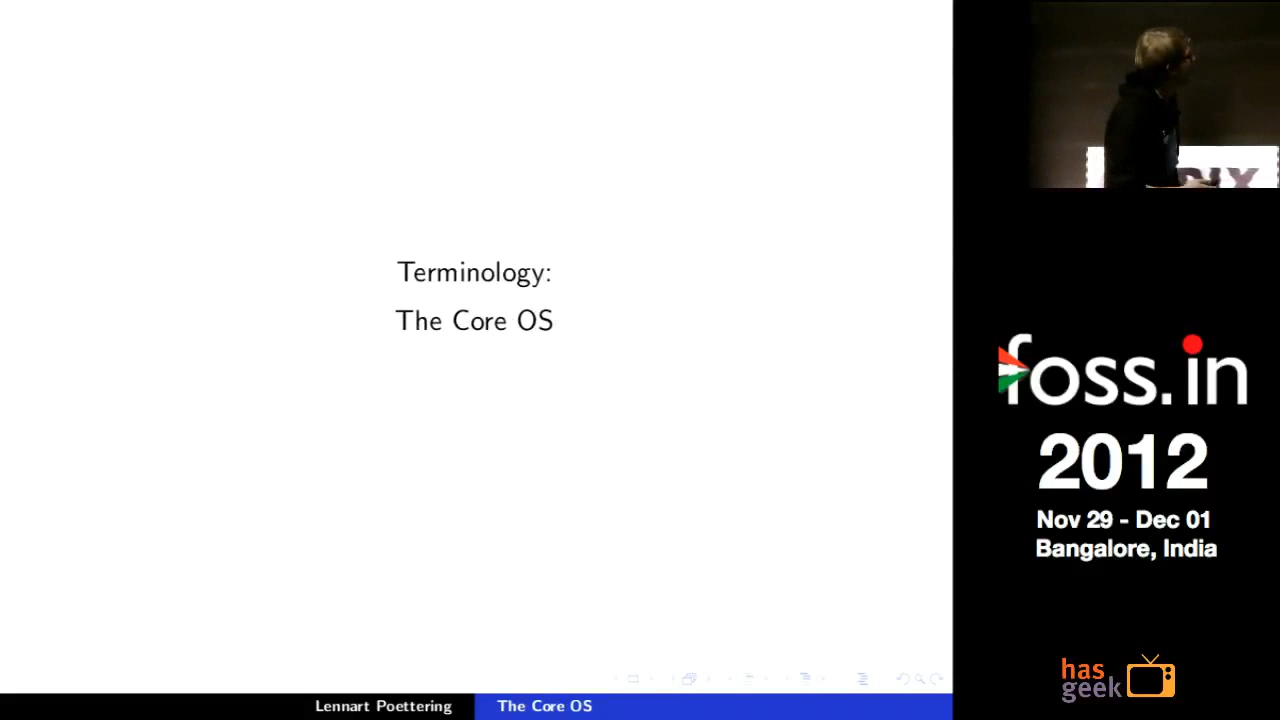 Terminology:
The Core OS
Lennart Poettering
The Core OS
foss.in
2012
Nov 29 - Dec 01
Bangalore, India
has
geek